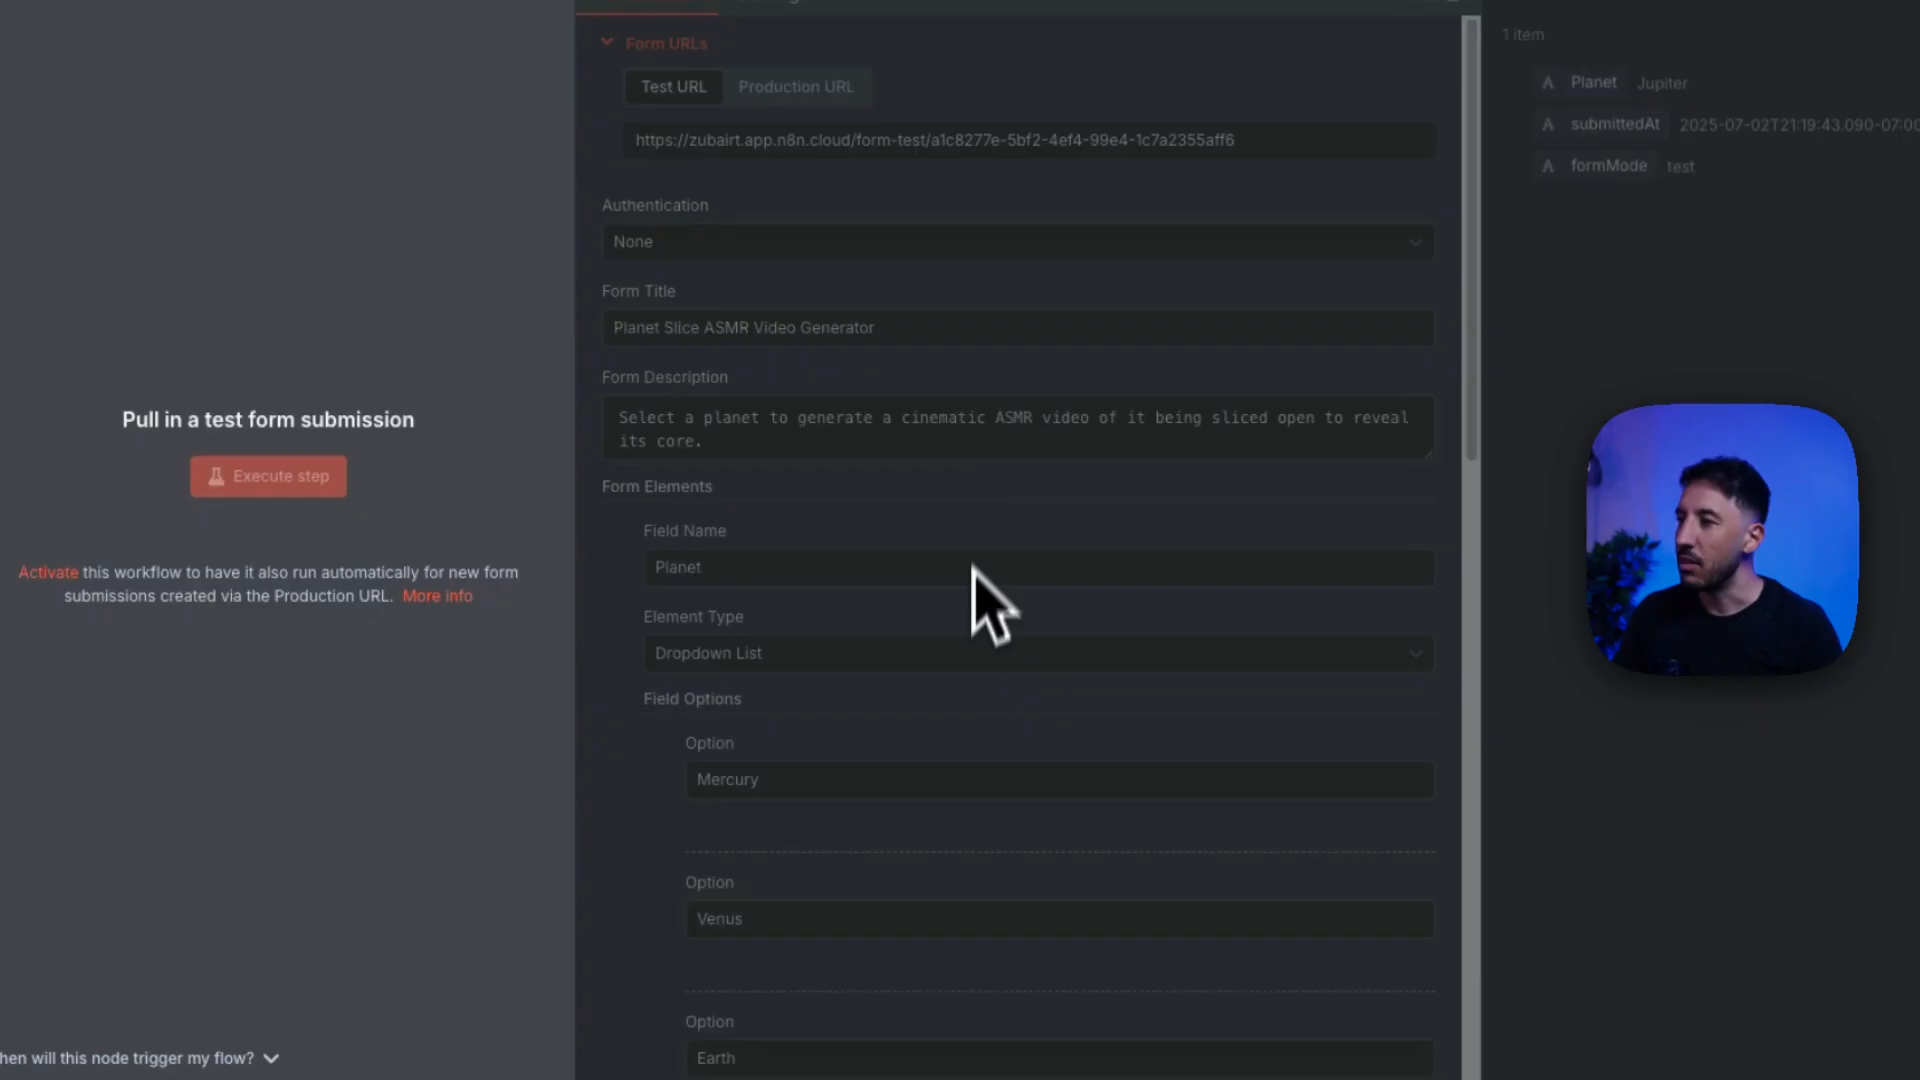 Pull in a test form submission
Execute step
Activate this workflow to have it also run automatically for new form
submissions created via the Production URL. More info
hen will this node trigger my flow?
Form URLs
Test URL
Production URL
https://zubairt.app.n8n.cloud/form-test/a1c8277e-5bf2-4ef4-99e4-1c7a2355aff6
Authentication
None
Form Title
Planet Slice ASMR Video Generator
Form Description
Select a planet to generate a cinematic ASMR video of it being sliced open to reveal
its core.
Form Elements
Field Name
Planet
Element Type
Dropdown List
Field Options
Option
Mercury
Option
Venus
Option
Earth
1 item
A Planet Jupiter
A submittedAt 2025-07-02T21:19:43.090-07:00
A formMode test